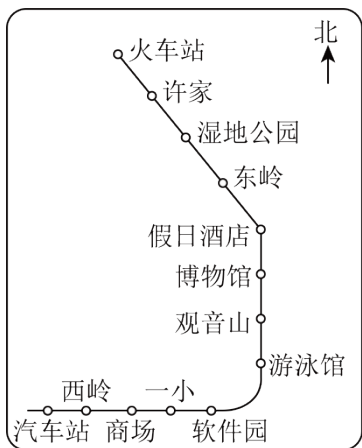 北
火车站
许家
湿地公园
东岭
假日酒店
博物馆
观音山
游泳馆
西岭
一小
汽车站
商场
软件园